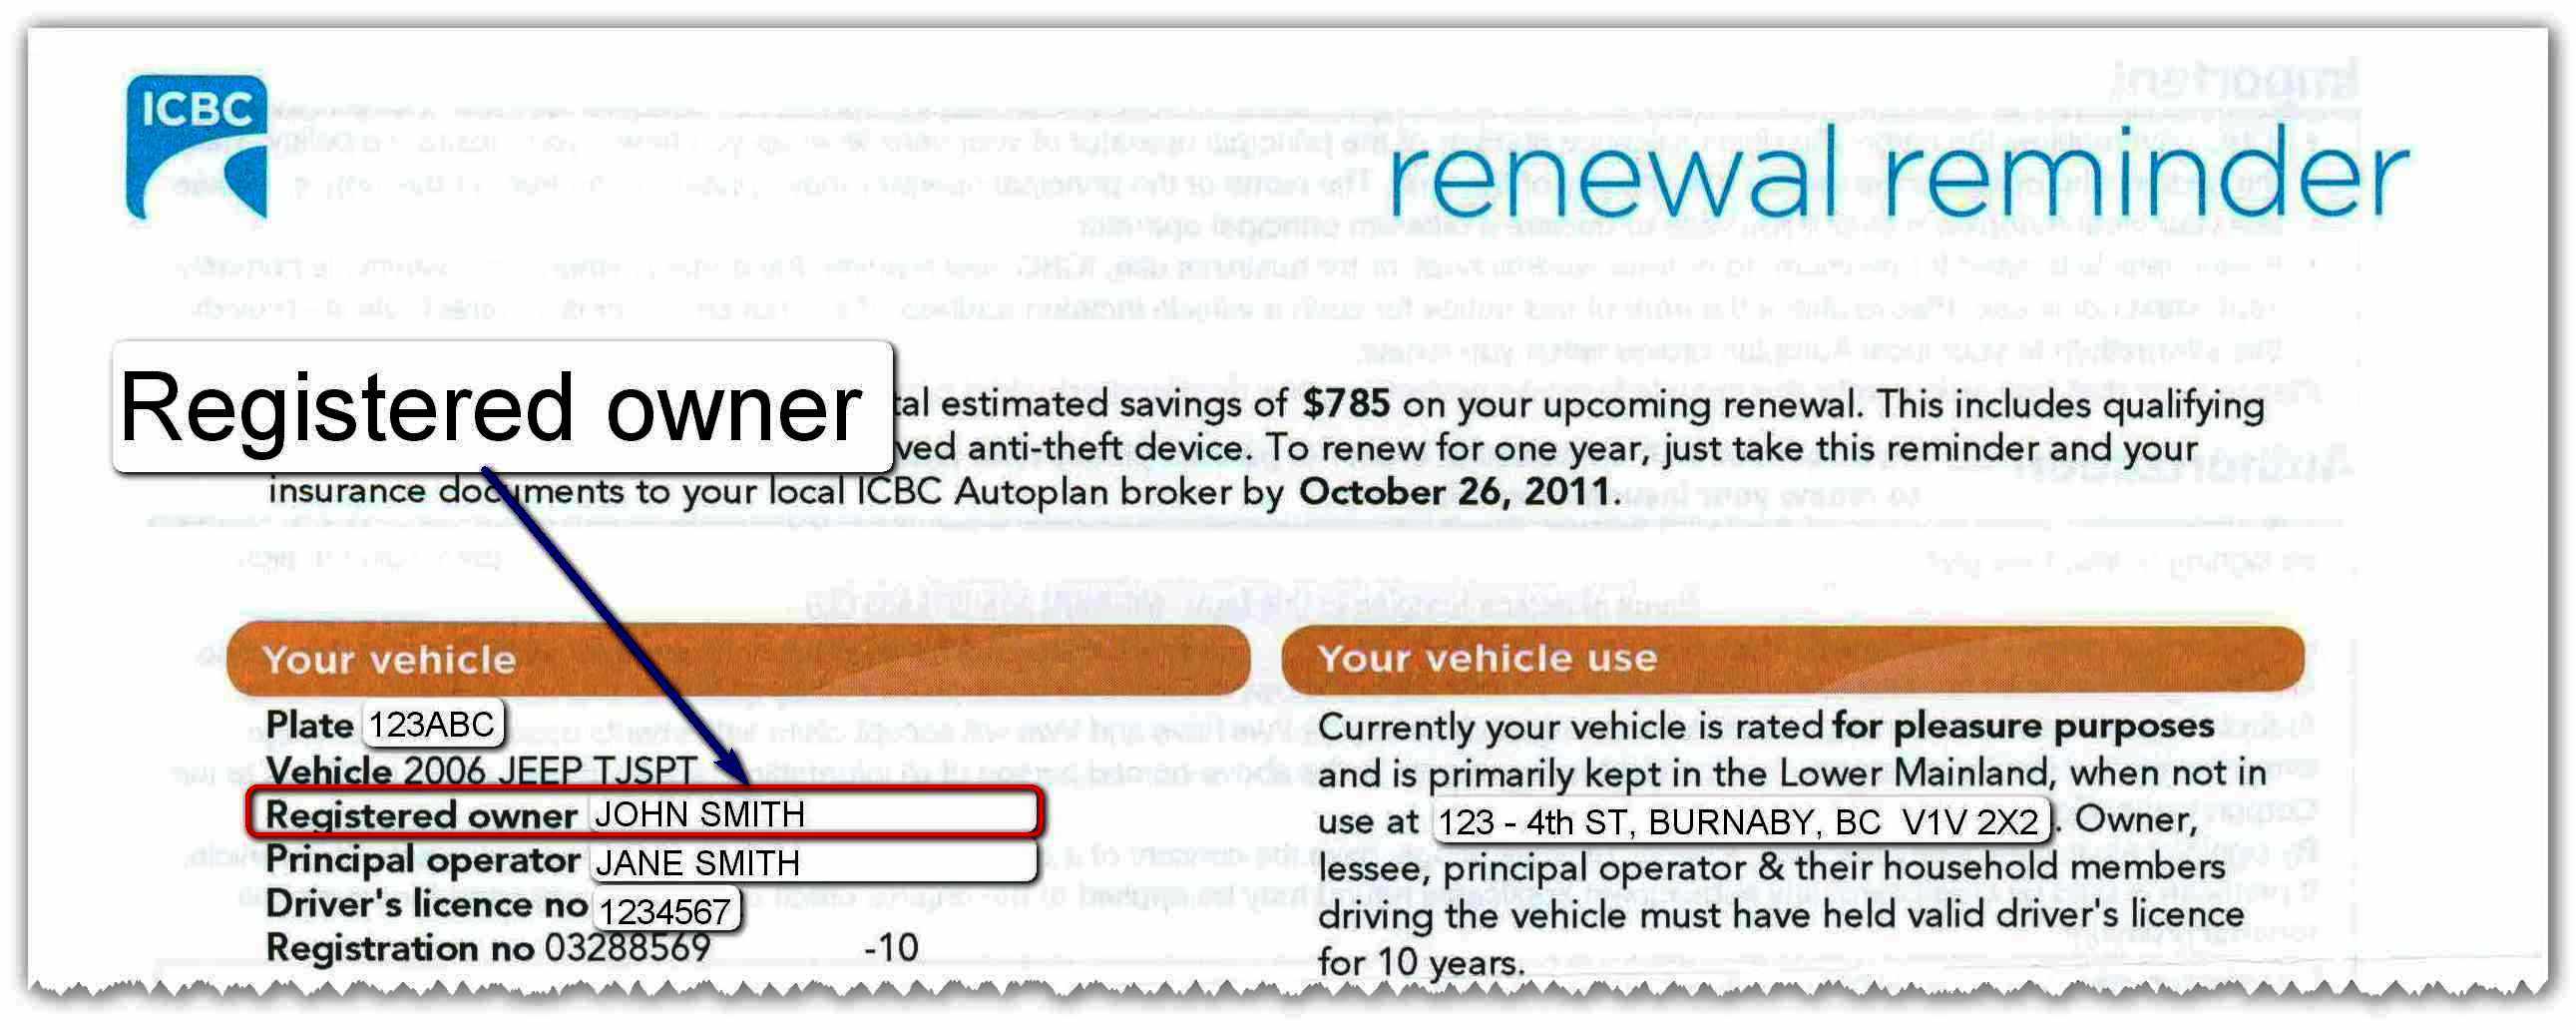 ICBC
renewal reminder
Registered owner
tal estimated savings of $785 on your upcoming renewal. This includes qualifying
ved anti-theft device. To renew for one year, just take this reminder and your
insurance documents to your local ICBC Autoplan broker by October 26, 2011.
Your vehicle
Plate 123ABC
Vehicle 2006 JEEP TJSPT
Registered owner JOHN SMITH
Principal operator JANE SMITH
Driver's licence no 1234567
Registration no 03288569 -10
Your vehicle use
Currently your vehicle is rated for pleasure purposes
and is primarily kept in the Lower Mainland, when not in
use at 123 - 4th ST, BURNABY, BC V1V 2X2. Owner,
lessee, principal operator & their household members
driving the vehicle must have held valid driver's licence
for 10 years.